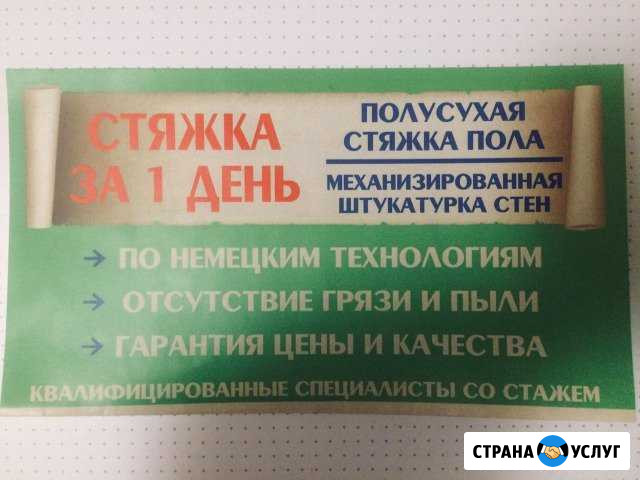 СТЯЖКА
ЗА 1 ДЕНЬ
ПОЛУСУХАЯ
СТЯЖКА ПОЛА
МЕХАНИЗИРОВАННАЯ
ШТУКАТУРКА СТЕН
→ ПО НЕМЕЦКИМ ТЕХНОЛОГИЯМ
→ ОТСУТСТВИЕ ГРЯЗИ И ПЫЛИ
→ ГАРАНТИЯ ЦЕНЫ И КАЧЕСТВА
КВАЛИФИЦИРОВАННЫЕ СПЕЦИАЛИСТЫ СО СТАЖЕМ
СТРАНА УСЛУГ